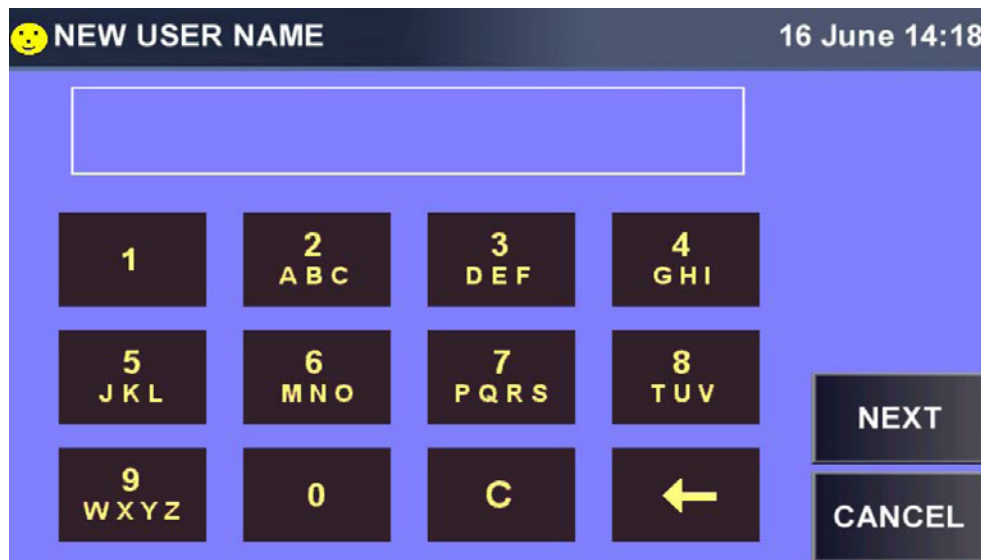 NEW USER NAME 16 June 14:18
1
2
ABC
3
DEF
4
GHI
5
JKL
6
MNO
7
PQRS
8
TUV
9
WXYZ
0
C
NEXT
CANCEL